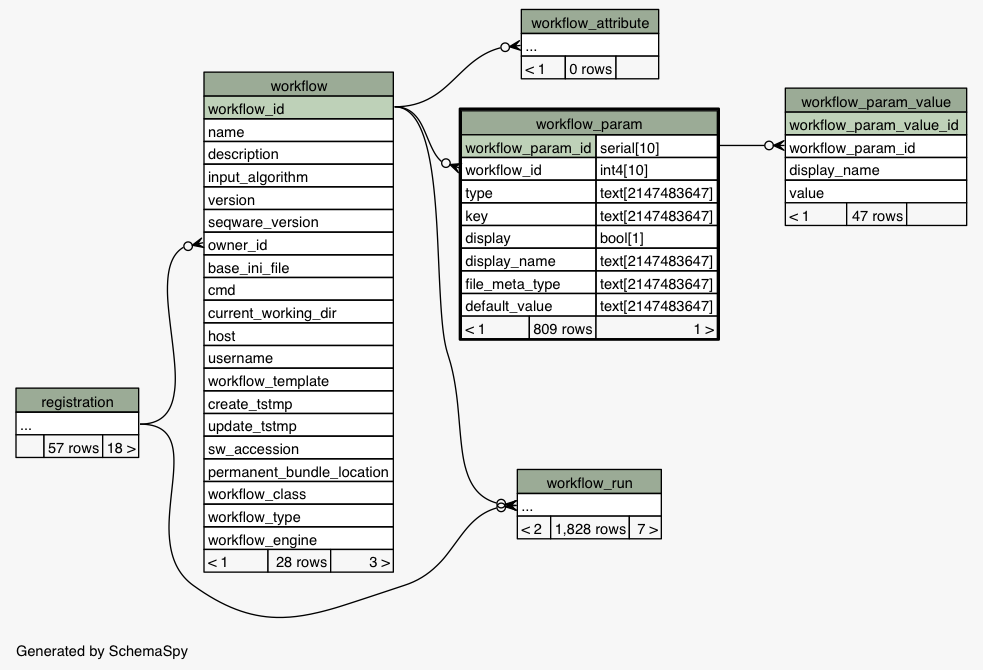 workflow_attribute
...
< 1 0 rows
workflow
workflow_id
name
description
input_algorithm
version
seqware_version
owner_id
base_ini_file
cmd
current_working_dir
host
username
workflow_template
create_tstmp
update_tstmp
sw_accession
permanent_bundle_location
workflow_class
workflow_type
workflow_engine
< 1 28 rows 3 >
workflow_param
workflow_param_id serial[10]
workflow_id int4[10]
type text[2147483647]
key text[2147483647]
display bool[1]
display_name text[2147483647]
file_meta_type text[2147483647]
default_value text[2147483647]
< 1 809 rows 1 >
workflow_param_value
workflow_param_value_id
workflow_param_id
display_name
value
< 1 47 rows
registration
...
57 rows 18 >
workflow_run
...
< 2 1,828 rows 7 >
Generated by SchemaSpy